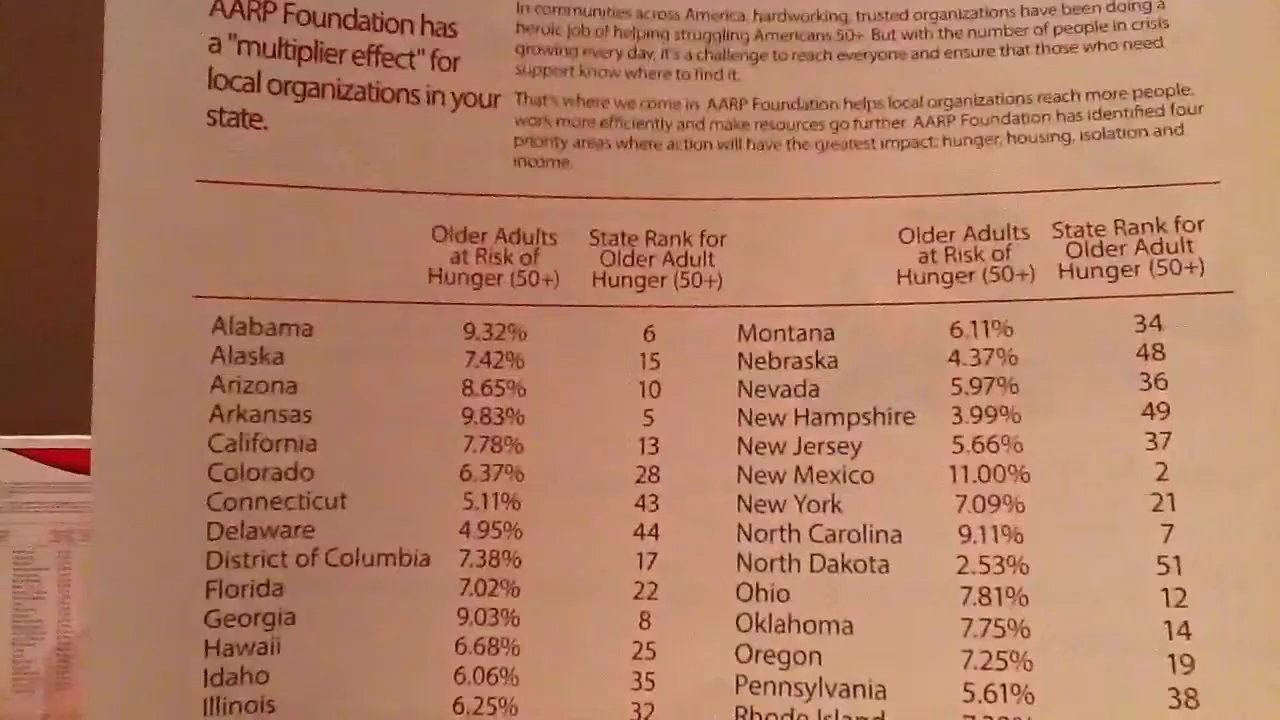 AARP Foundation has
a "multiplier effect" for
local organizations in your
state.
In communities across America, hardworking, trusted organizations have been doing a
heroic job of helping struggling Americans 50+. But with the number of people in crisis
growing every day, it's a challenge to reach everyone and ensure that those who need
support know where to find it.
That's where we come in. AARP Foundation helps local organizations reach more people,
work more efficiently and make resources go further. AARP Foundation has identified four
priority areas where action will have the greatest impact: hunger, housing, isolation and
income.
Older Adults State Rank for Older Adults State Rank for
at Risk of Older Adult at Risk of Older Adult
Hunger (50+) Hunger (50+) Hunger (50+) Hunger (50+)
Alabama 9.32% 6 Montana 6.11% 34
Alaska 7.42% 15 Nebraska 4.37% 48
Arizona 8.65% 10 Nevada 5.97% 36
Arkansas 9.83% 5 New Hampshire 3.99% 49
California 7.78% 13 New Jersey 5.66% 37
Colorado 6.37% 28 New Mexico 11.00% 2
Connecticut 5.11% 43 New York 7.09% 21
Delaware 4.95% 44 North Carolina 9.11% 7
District of Columbia 7.38% 17 North Dakota 2.53% 51
Florida 7.02% 22 Ohio 7.81% 12
Georgia 9.03% 8 Oklahoma 7.75% 14
Hawaii 6.68% 25 Oregon 7.25% 19
Idaho 6.06% 35 Pennsylvania 5.61% 38
Illinois 6.25% 32 Rhode Island